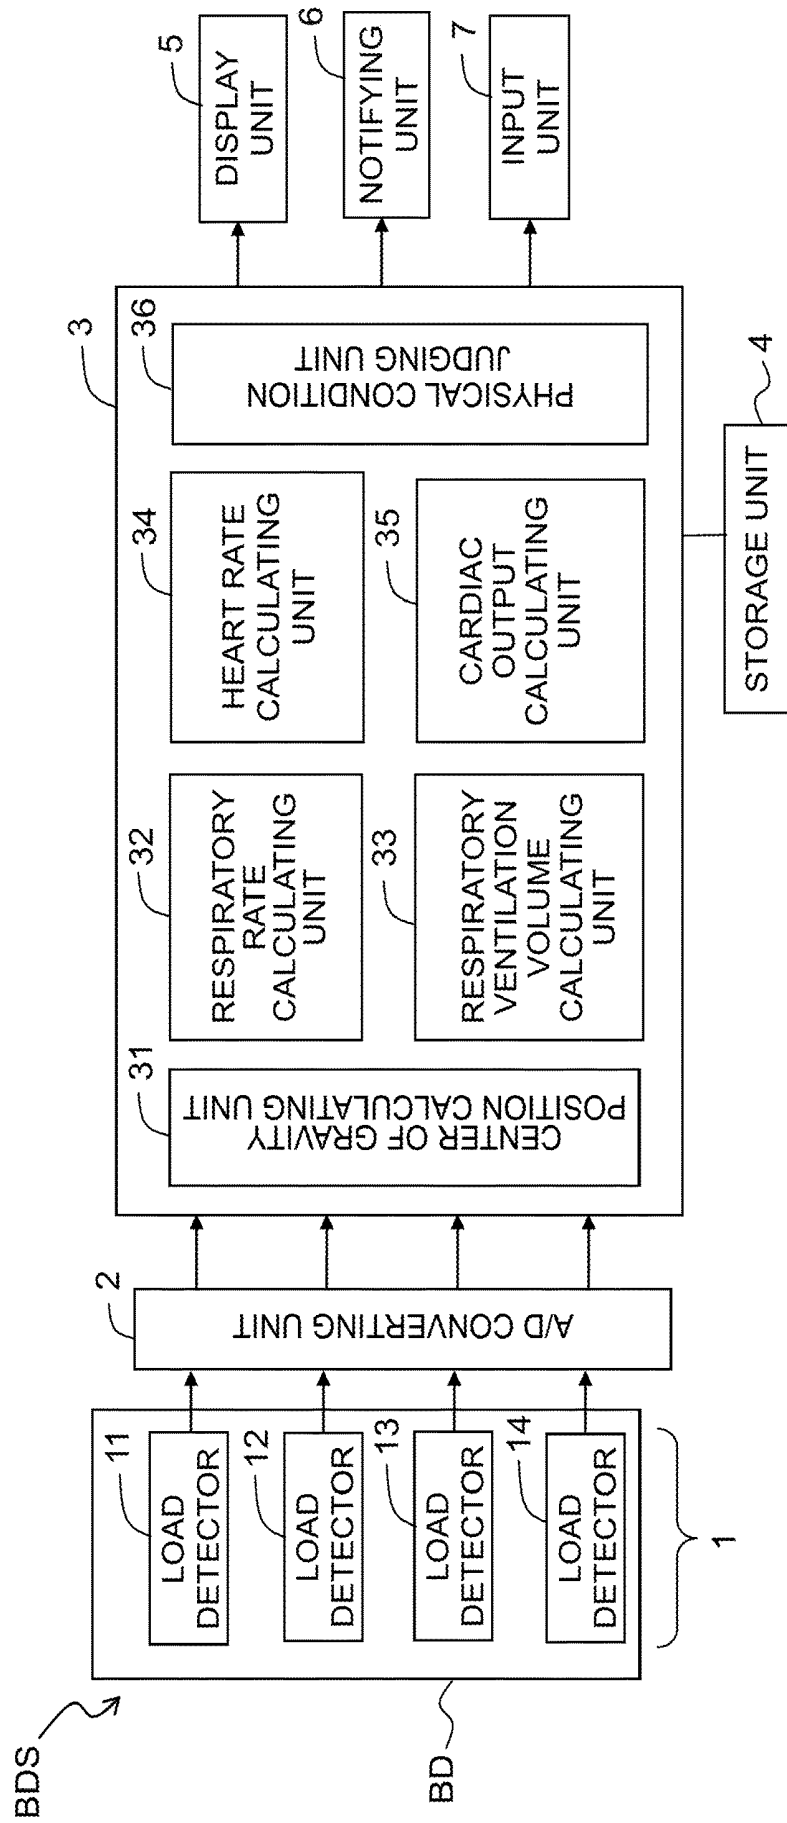 BDS
BD
1
11
LOAD
DETECTOR
12
LOAD
DETECTOR
13
LOAD
DETECTOR
14
LOAD
DETECTOR
2
A/D CONVERTING UNIT
3
31
CENTER OF GRAVITY
POSITION CALCULATING UNIT
32
RESPIRATORY
RATE
CALCULATING
UNIT
33
RESPIRATORY
VENTILATION
VOLUME
CALCULATING
UNIT
34
HEART RATE
CALCULATING
UNIT
35
CARDIAC
OUTPUT
CALCULATING
UNIT
36
PHYSICAL CONDITION
JUDGING UNIT
4
STORAGE UNIT
5
DISPLAY
UNIT
6
NOTIFYING
UNIT
7
INPUT
UNIT